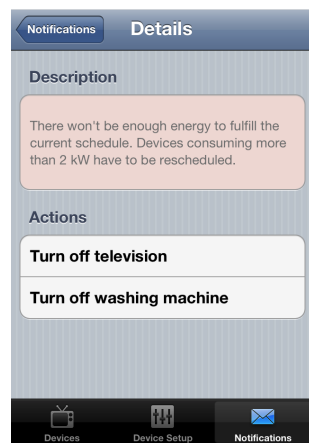 Notifications
Details
Description
There won't be enough energy to fulfill the
current schedule. Devices consuming more
than 2 kW have to be rescheduled.
Actions
Turn off television
Turn off washing machine
Devices
Device Setup
Notifications